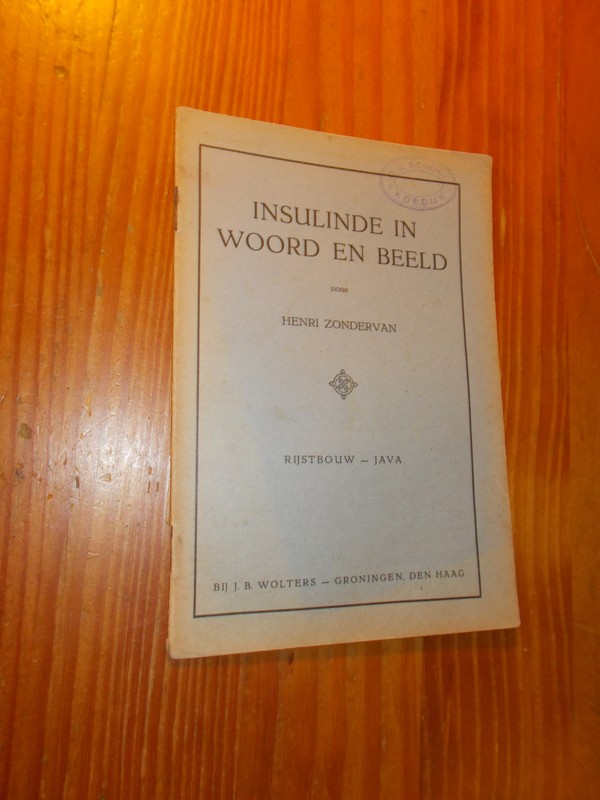 INSULINDE IN
WOORD EN BEELD
DOOR
HENRI ZONDERVAN
RIJSTBOUW — JAVA
BIJ J. B. WOLTERS — GRONINGEN, DEN HAAG